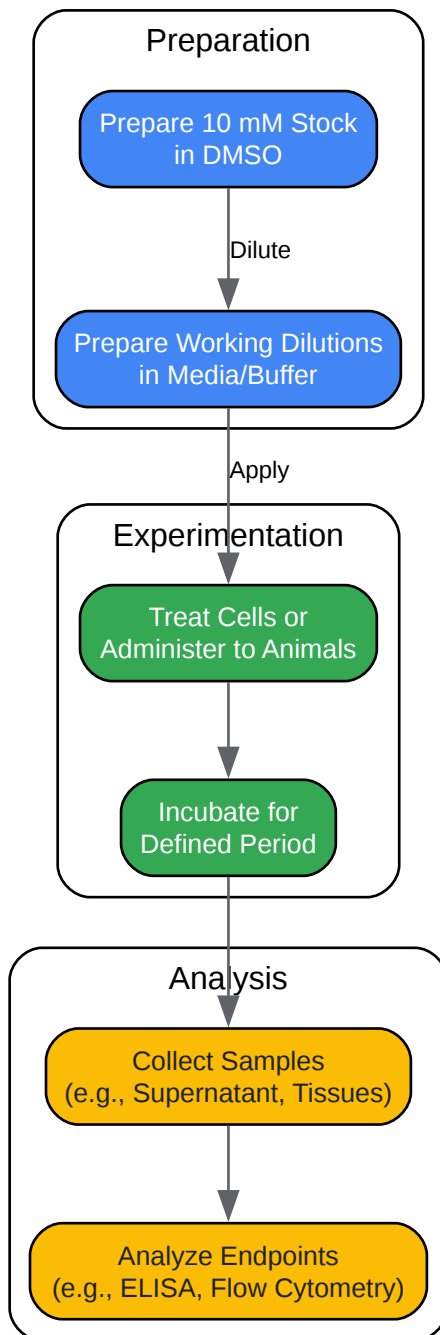 Preparation
Prepare 10 mM Stock
in DMSO
Dilute
Prepare Working Dilutions
in Media/Buffer
Apply
Experimentation
Treat Cells or
Administer to Animals
Incubate for
Defined Period
Analysis
Collect Samples
(e.g., Supernatant, Tissues)
Analyze Endpoints
(e.g., ELISA, Flow Cytometry)